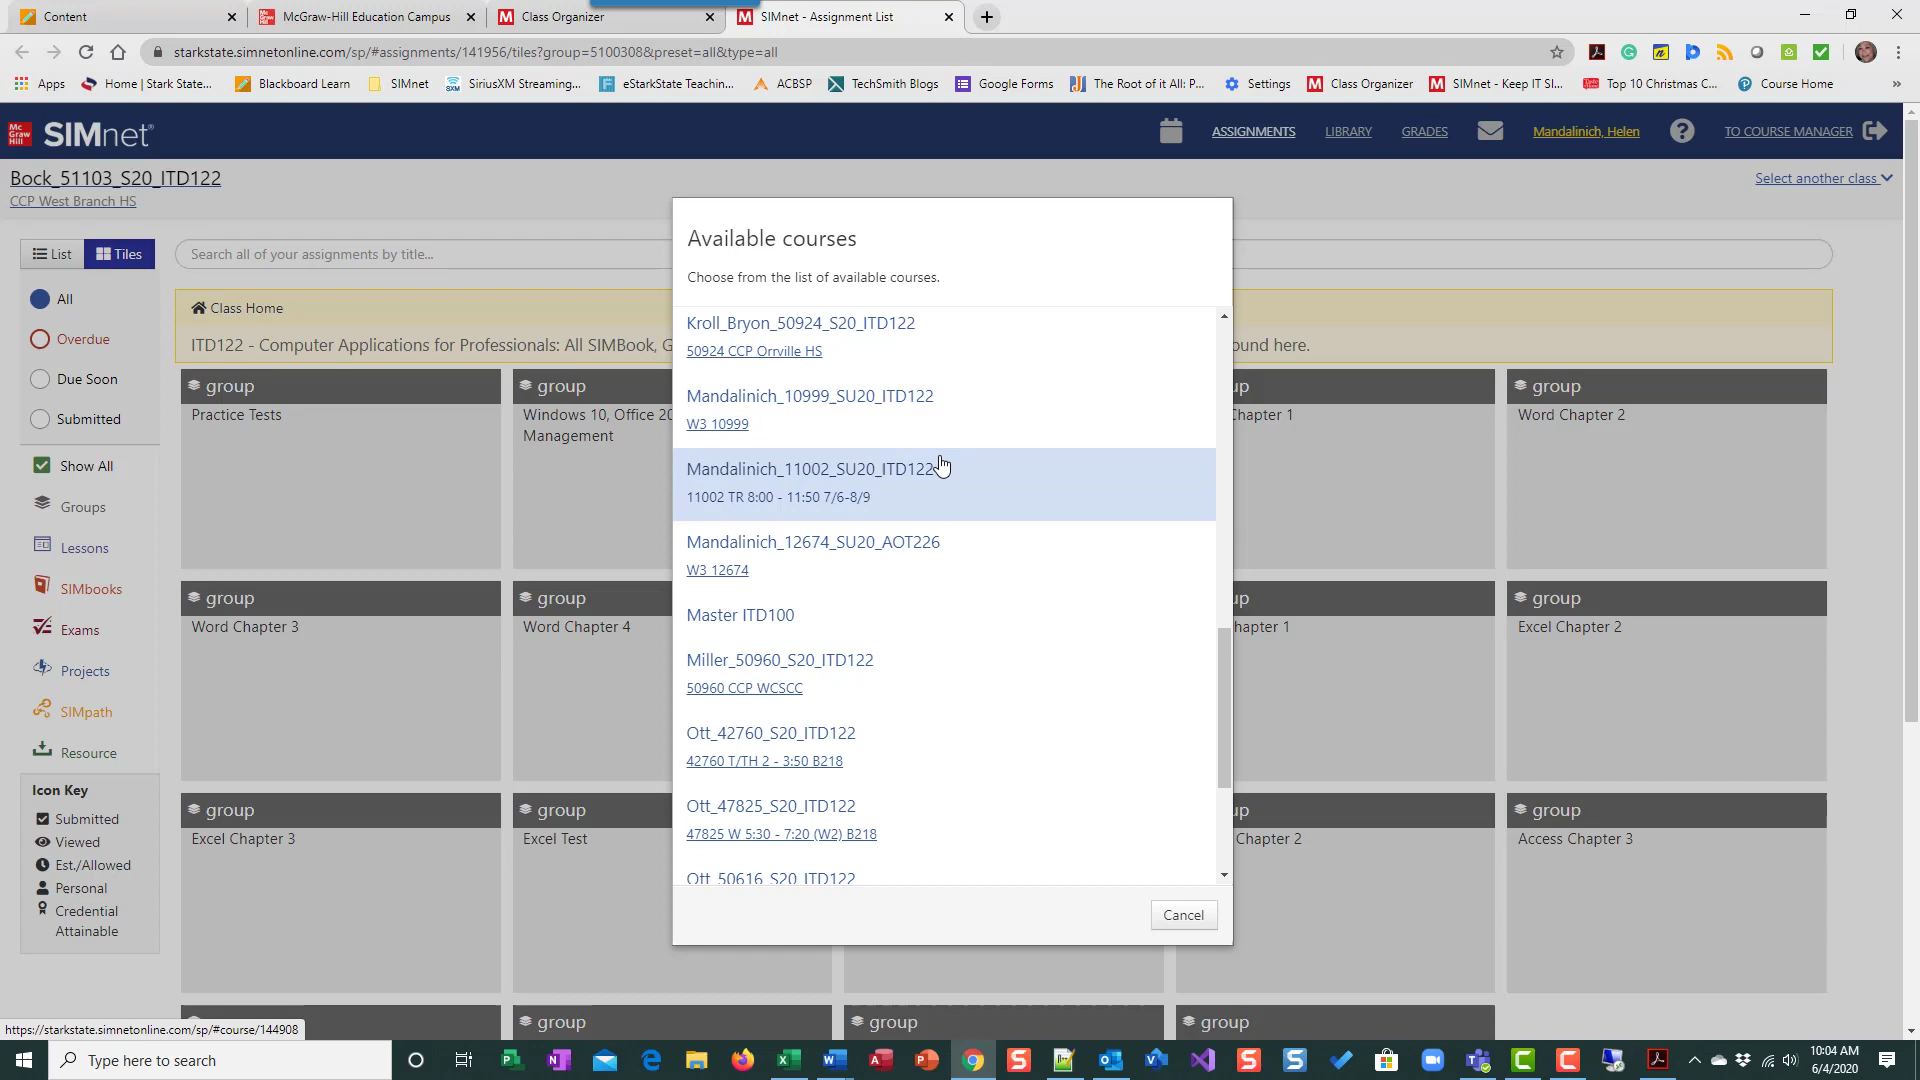 Content
McGraw-Hill Education Campus
Class Organizer
SIMnet - Assignment List
starkstate.simnetonline.com/sp/#assignments/141956/tiles?group=5100308&preset=all&type=all
Apps
Home | Stark State...
Blackboard Learn
SIMnet
SiriusXM Streaming...
eStarkState Teachin...
ACBSP
TechSmith Blogs
Google Forms
The Root of it All: P...
Settings
Class Organizer
SIMnet - Keep IT SI...
Top 10 Christmas C...
Course Home
Mc Graw Hill
SIMnet
ASSIGNMENTS
LIBRARY
GRADES
Mandalinich, Helen
TO COURSE MANAGER
Bock_51103_S20_ITD122
CCP West Branch HS
Select another class
List
Tiles
Search all of your assignments by title...
All
Overdue
Due Soon
Submitted
Show All
Groups
Lessons
SIMbooks
Exams
Projects
SIMpath
Resource
Icon Key
Submitted
Viewed
Est./Allowed
Personal
Credential
Attainable
Class Home
ITD122 - Computer Applications for Professionals: All SIMBook, G
ound here.
group
Practice Tests
group
Windows 10, Office 20
Management
up
Chapter 1
group
Word Chapter 2
group
Word Chapter 3
group
Word Chapter 4
up
hapter 1
group
Excel Chapter 2
group
Excel Chapter 3
group
Excel Test
up
Chapter 2
group
Access Chapter 3
group
group
group
Available courses
Choose from the list of available courses.
Kroll_Bryon_50924_S20_ITD122
50924 CCP Orrville HS
Mandalinich_10999_SU20_ITD122
W3 10999
Mandalinich_11002_SU20_ITD122
11002 TR 8:00 - 11:50 7/6-8/9
Mandalinich_12674_SU20_AOT226
W3 12674
Master ITD100
Miller_50960_S20_ITD122
50960 CCP WCSCC
Ott_42760_S20_ITD122
42760 T/TH 2 - 3:50 B218
Ott_47825_S20_ITD122
47825 W 5:30 - 7:20 (W2) B218
Ott_50616_S20_ITD122
Cancel
https://starkstate.simnetonline.com/sp/#course/144908
Type here to search
10:04 AM
6/4/2020